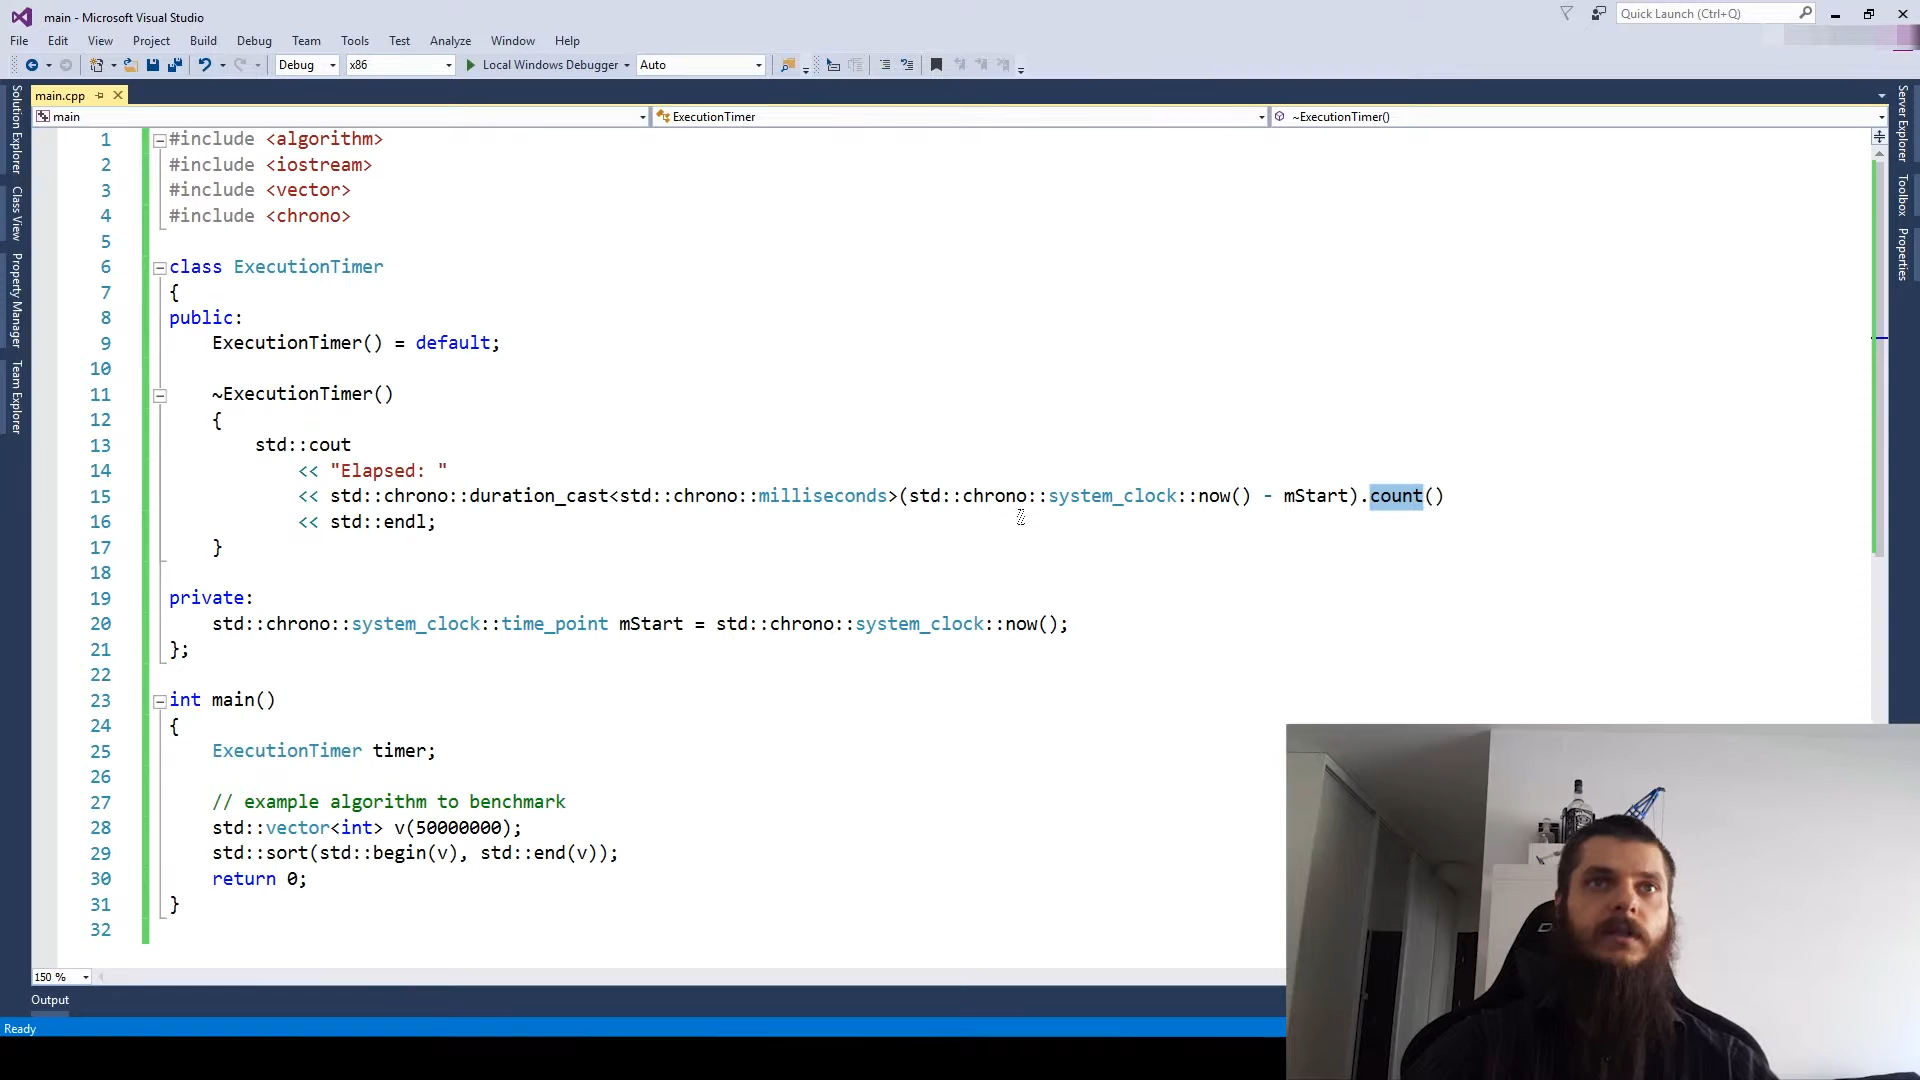 main - Microsoft Visual Studio
Quick Launch (Ctrl+Q)
File Edit View Project Build Debug Team Tools Test Analyze Window Help
Debug x86 Local Windows Debugger Auto
main.cpp
main ExecutionTimer ~ExecutionTimer()
Solution Explorer
Class View
Property Manager
Team Explorer
Server Explorer
Toolbox
Properties
1 #include <algorithm>
2 #include <iostream>
3 #include <vector>
4 #include <chrono>
5
6 class ExecutionTimer
7 {
8 public:
9 ExecutionTimer() = default;
10
11 ~ExecutionTimer()
12 {
13 std::cout
14 << "Elapsed: "
15 << std::chrono::duration_cast<std::chrono::milliseconds>(std::chrono::system_clock::now() - mStart).count()
16 << std::endl;
17 }
18
19 private:
20 std::chrono::system_clock::time_point mStart = std::chrono::system_clock::now();
21 };
22
23 int main()
24 {
25 ExecutionTimer timer;
26
27 // example algorithm to benchmark
28 std::vector<int> v(50000000);
29 std::sort(std::begin(v), std::end(v));
30 return 0;
31 }
32
150 %
Output
Ready